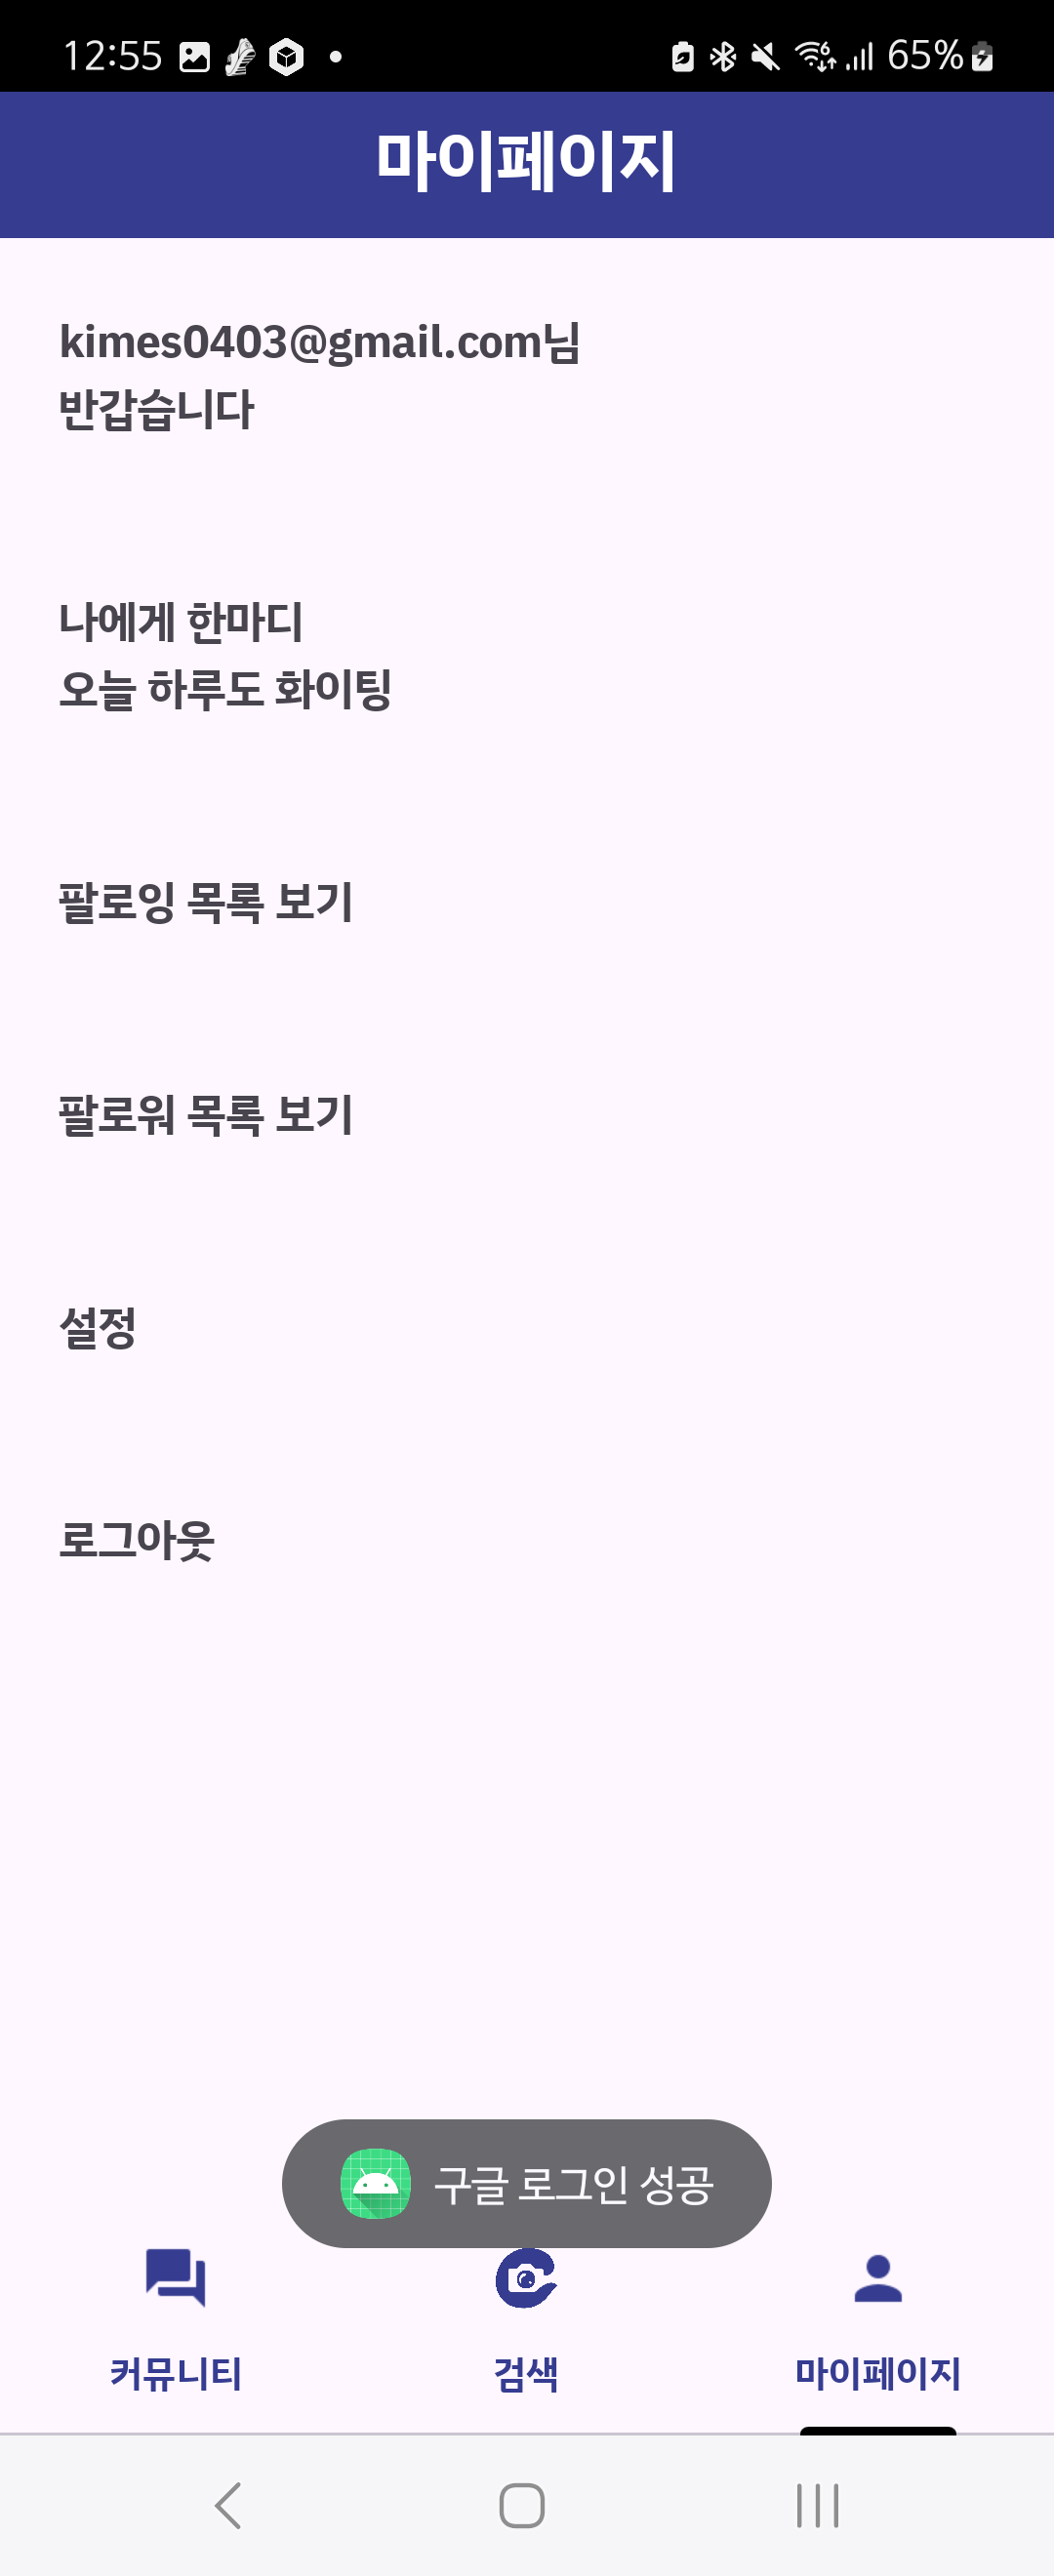 12:55
65%
마이페이지
kimes0403@gmail.com님
반갑습니다
나에게 한마디
오늘 하루도 화이팅
팔로잉 목록 보기
팔로워 목록 보기
설정
로그아웃
구글 로그인 성공
커뮤니티
검색
마이페이지